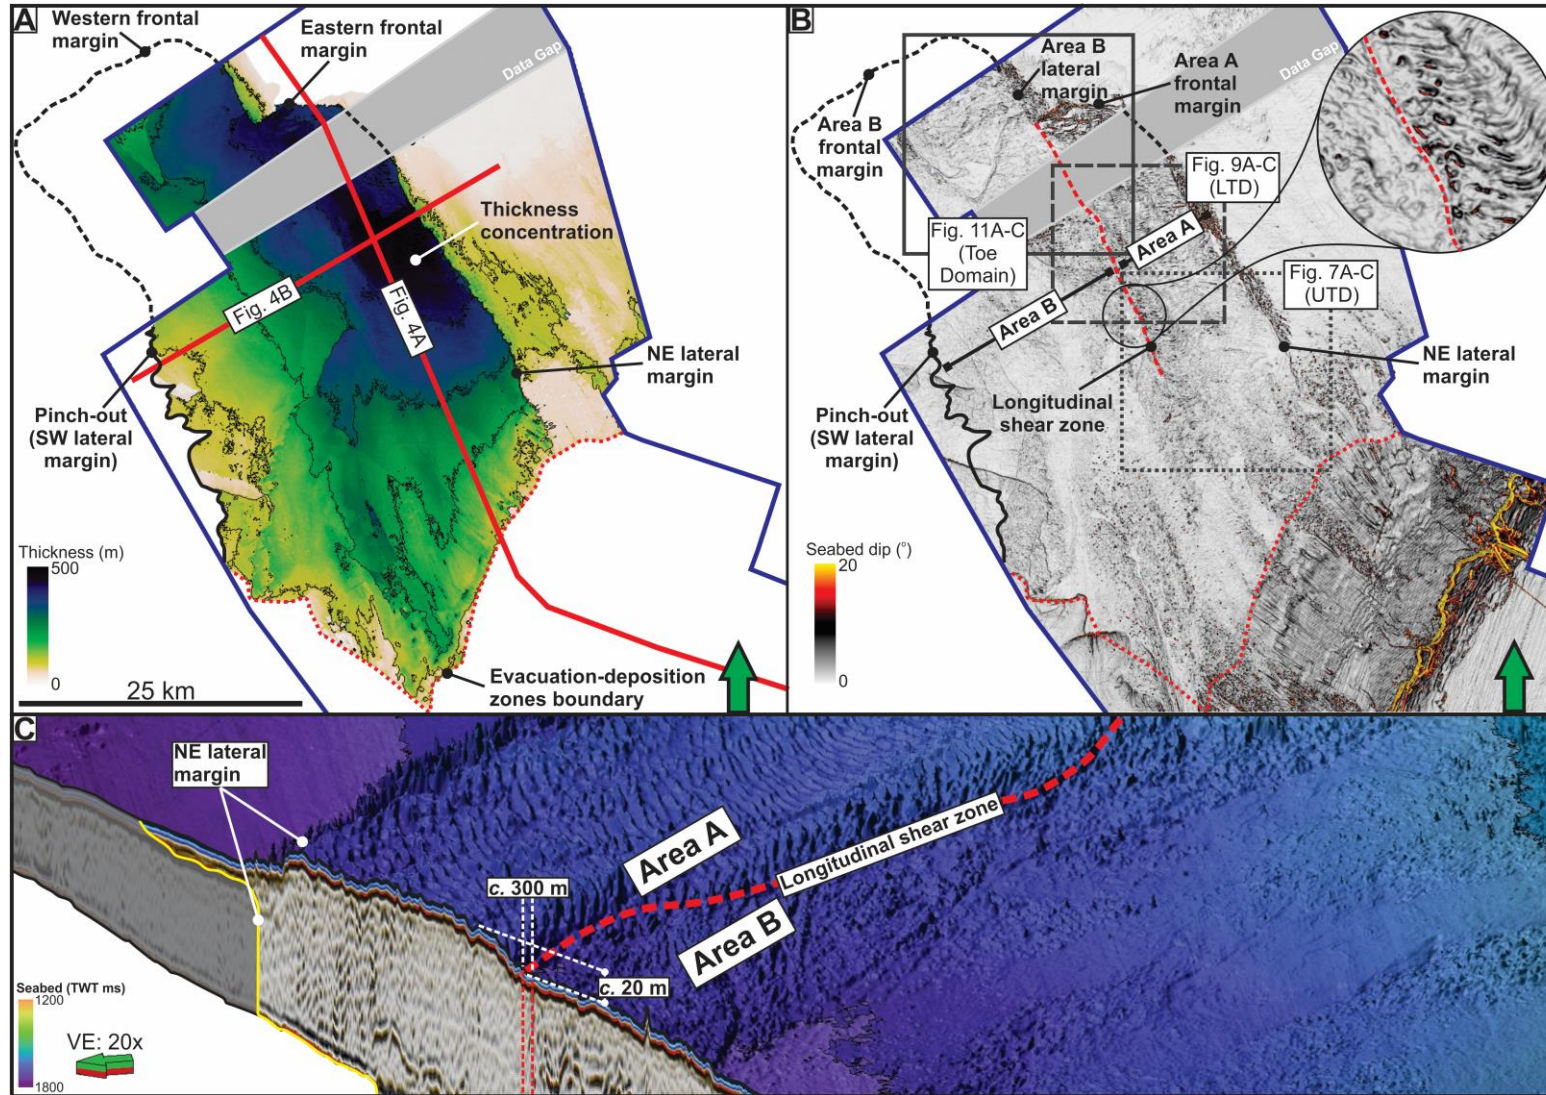 A
Western frontal
margin
Eastern frontal
margin
Data Gap
Thickness
concentration
Fig. 4B
Fig. 4A
NE lateral
margin
Pinch-out
(SW lateral
margin)
Thickness (m)
500
0
25 km
Evacuation-deposition
zones boundary
B
Area B
lateral
margin
Area A
frontal
margin
Data Gap
Area B
frontal
margin
Fig. 9A-C
(LTD)
Fig. 11A-C
(Toe
Domain)
Area A
Fig. 7A-C
(UTD)
Area B
NE lateral
margin
Longitudinal
shear zone
Pinch-out
(SW lateral
margin)
Seabed dip (°)
20
0
C
NE lateral
margin
Area A
Longitudinal shear zone
c. 300 m
Area B
c. 20 m
Seabed (TWT ms)
1200
1800
VE: 20x